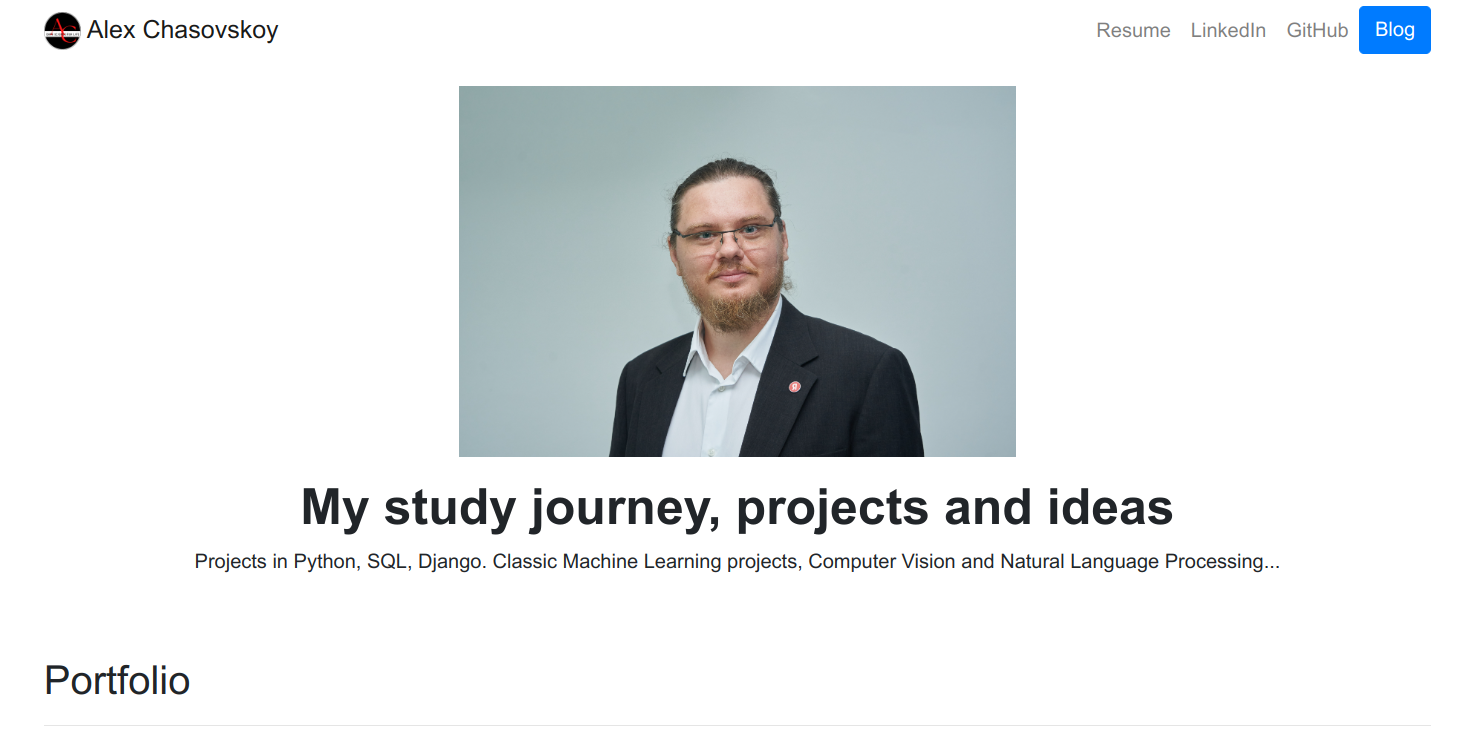 Alex Chasovskoy
Resume LinkedIn GitHub Blog
My study journey, projects and ideas
Projects in Python, SQL, Django. Classic Machine Learning projects, Computer Vision and Natural Language Processing...
Portfolio